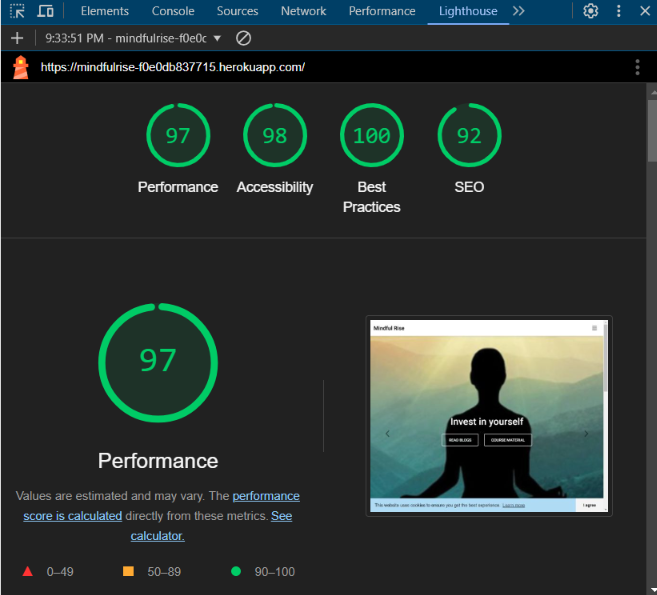 Elements Console Sources Network Performance Lighthouse
9:33:51 PM - mindfulrise-f0e0c
https://mindfulrise-f0e0db837715.herokuapp.com/
97 98 100 92
Performance Accessibility Best Practices SEO
97
Performance
Values are estimated and may vary. The performance
score is calculated directly from these metrics. See
calculator.
0–49 50–89 90–100
Mindful Rise
Invest in yourself
READ BLOGS COURSE MATERIAL
This website uses cookies to ensure you get the best experience. Learn more I agree